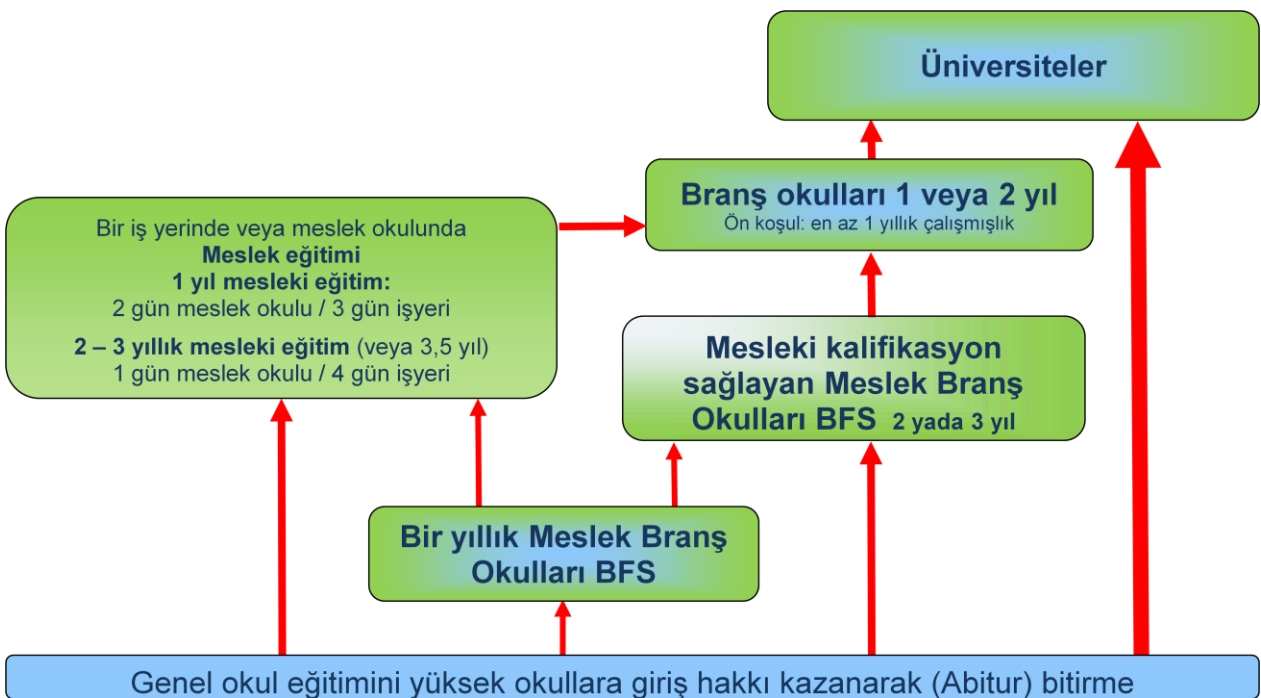 Üniversiteler
Branş okulları 1 veya 2 yıl
Ön koşul: en az 1 yıllık çalışmışlık
Bir iş yerinde veya meslek okulunda
Meslek eğitimi
1 yıl mesleki eğitim:
2 gün meslek okulu / 3 gün işyeri
2 – 3 yıllık mesleki eğitim (veya 3,5 yıl)
1 gün meslek okulu / 4 gün işyeri
Mesleki kalifikasyon
sağlayan Meslek Branş
Okulları BFS 2 yada 3 yıl
Bir yıllık Meslek Branş
Okulları BFS
Genel okul eğitimini yüksek okullara giriş hakkı kazanarak (Abitur) bitirme